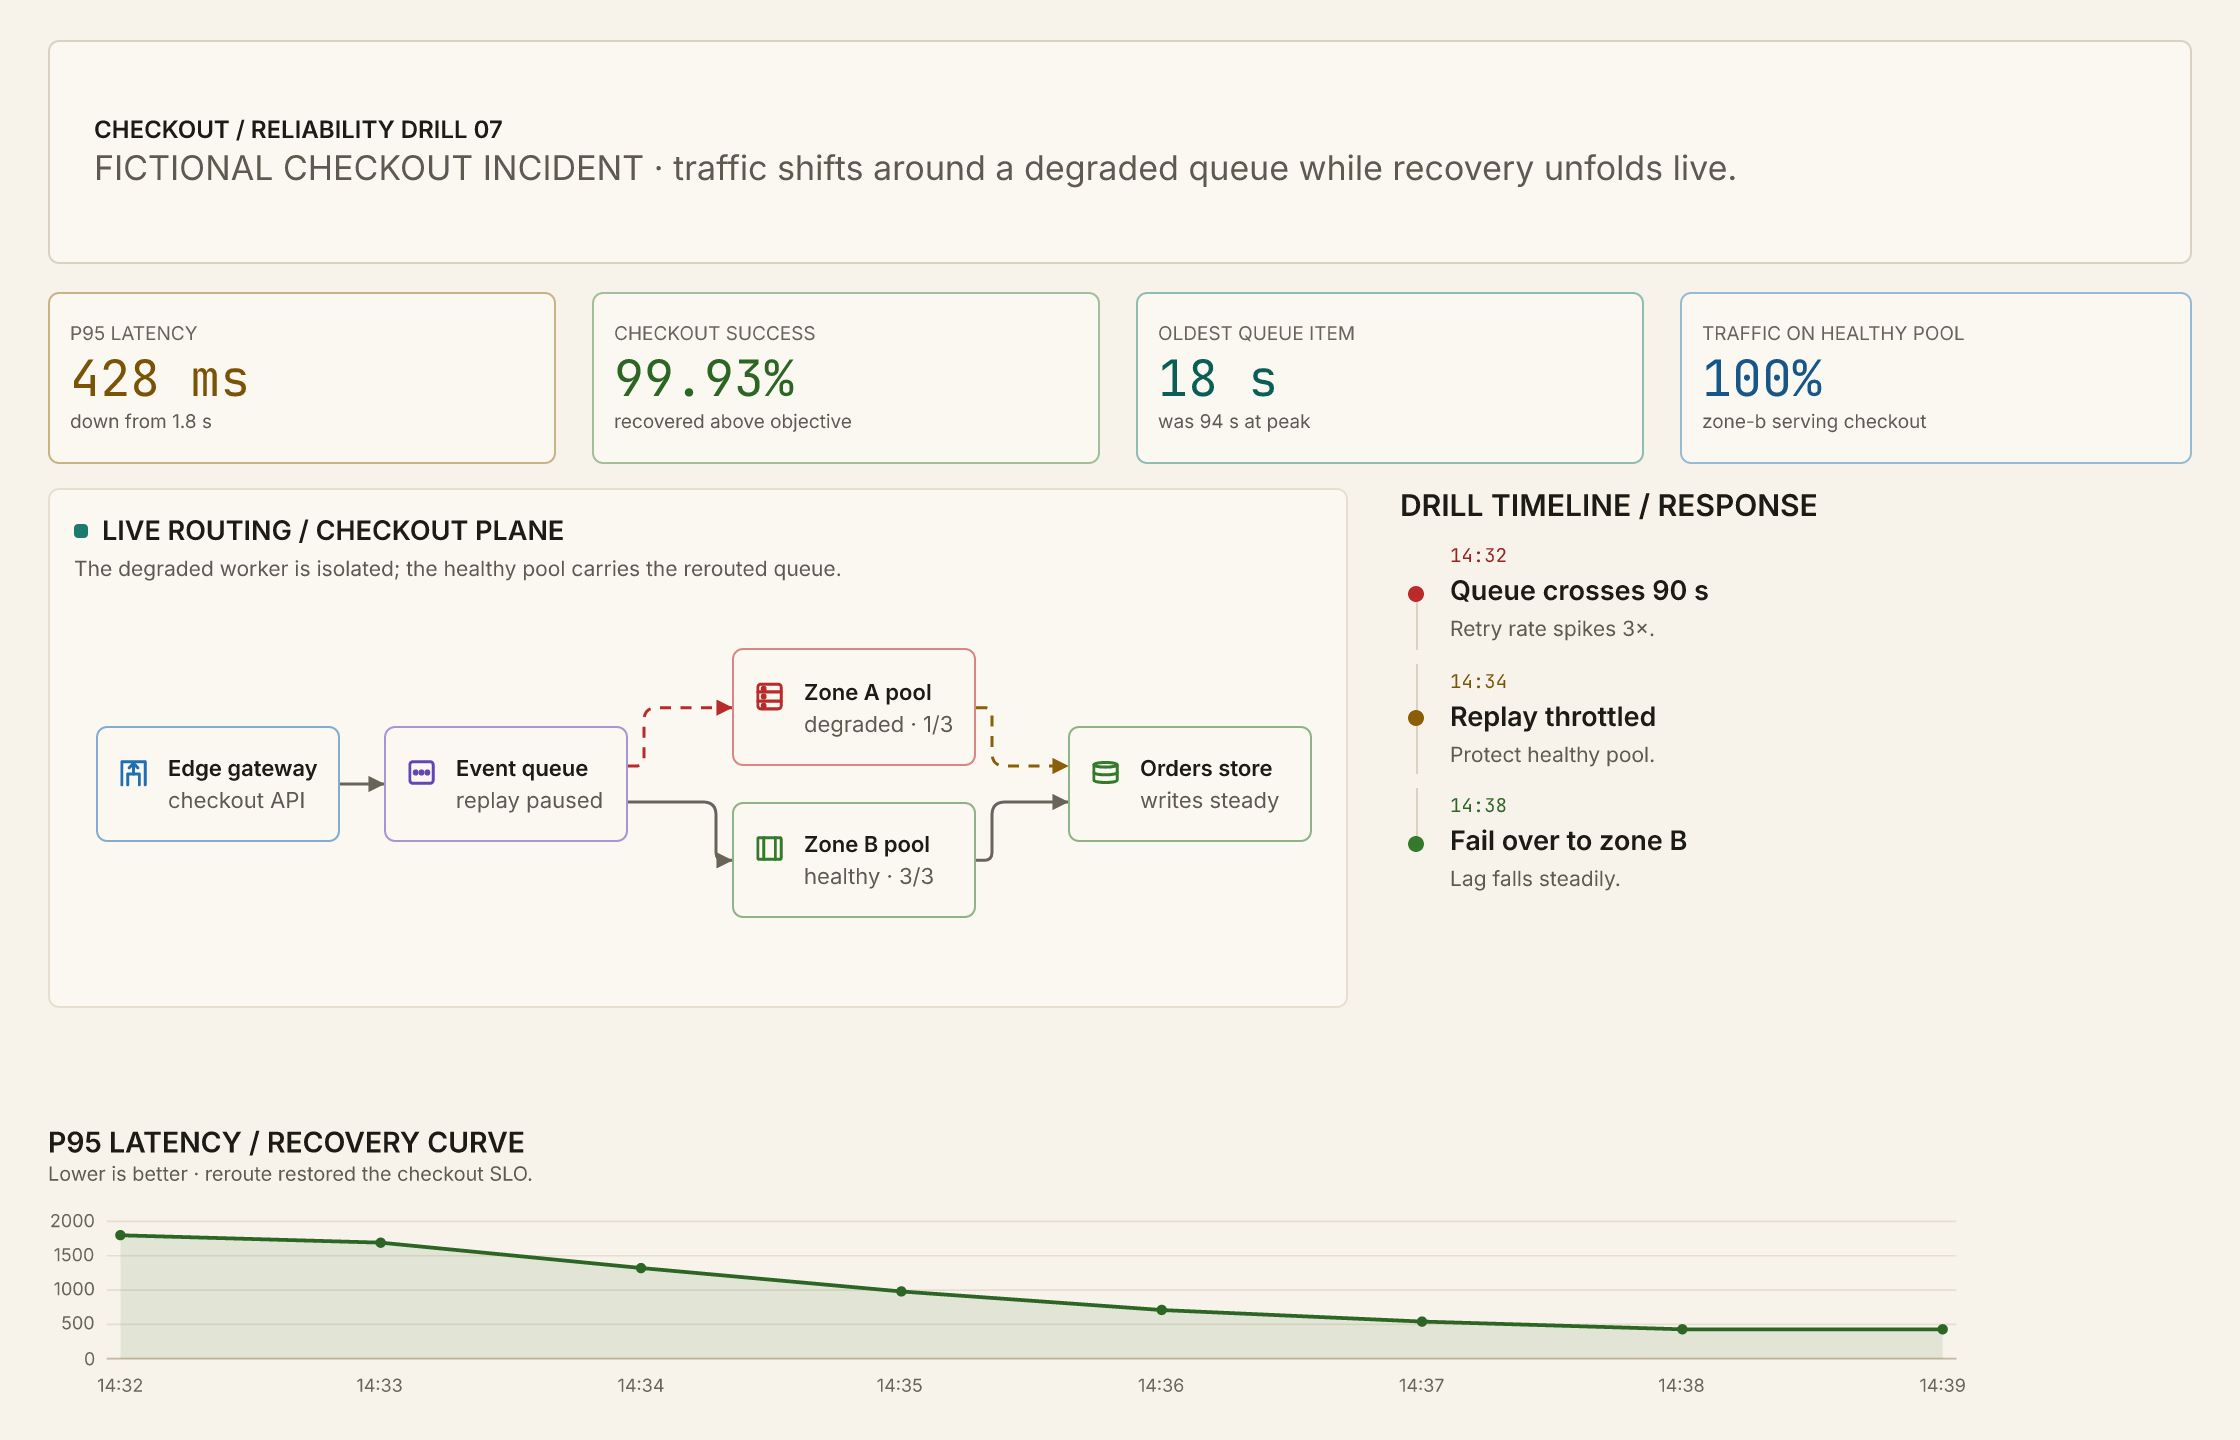 CHECKOUT / RELIABILITY DRILL 07
FICTIONAL CHECKOUT INCIDENT · traffic shifts around a degraded queue while recovery unfolds live.
P95 LATENCY
428 ms
down from 1.8 s
CHECKOUT SUCCESS
99.93%
recovered above objective
OLDEST QUEUE ITEM
18 s
was 94 s at peak
TRAFFIC ON HEALTHY POOL
100%
zone-b serving checkout
LIVE ROUTING / CHECKOUT PLANE
The degraded worker is isolated; the healthy pool carries the rerouted queue.
Edge gateway
checkout API
Event queue
replay paused
Zone A pool
degraded · 1/3
Zone B pool
healthy · 3/3
Orders store
writes steady
DRILL TIMELINE / RESPONSE
14:32
Queue crosses 90 s
Retry rate spikes 3×.
14:34
Replay throttled
Protect healthy pool.
14:38
Fail over to zone B
Lag falls steadily.
P95 LATENCY / RECOVERY CURVE
Lower is better · reroute restored the checkout SLO.
2000
1500
1000
500
0
14:32 14:33 14:34 14:35 14:36 14:37 14:38 14:39